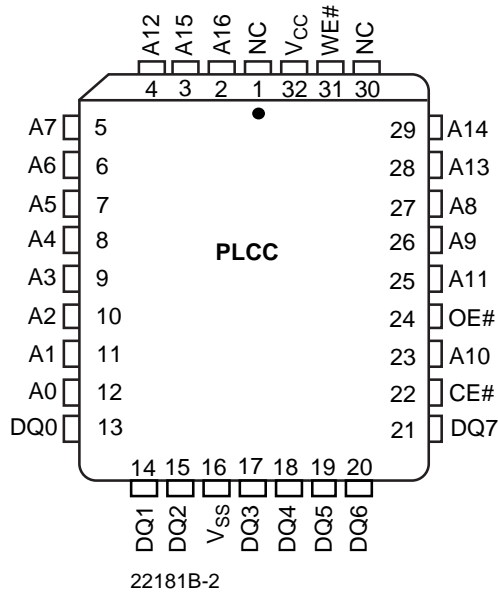 A12 A15 A16 NC VCC WE# NC
4 3 2 1 32 31 30
A7 5 29 A14
A6 6 28 A13
A5 7 27 A8
A4 8 26 A9
PLCC
A3 9 25 A11
A2 10 24 OE#
A1 11 23 A10
A0 12 22 CE#
DQ0 13 21 DQ7
14 15 16 17 18 19 20
DQ1 DQ2 VSS DQ3 DQ4 DQ5 DQ6
22181B-2